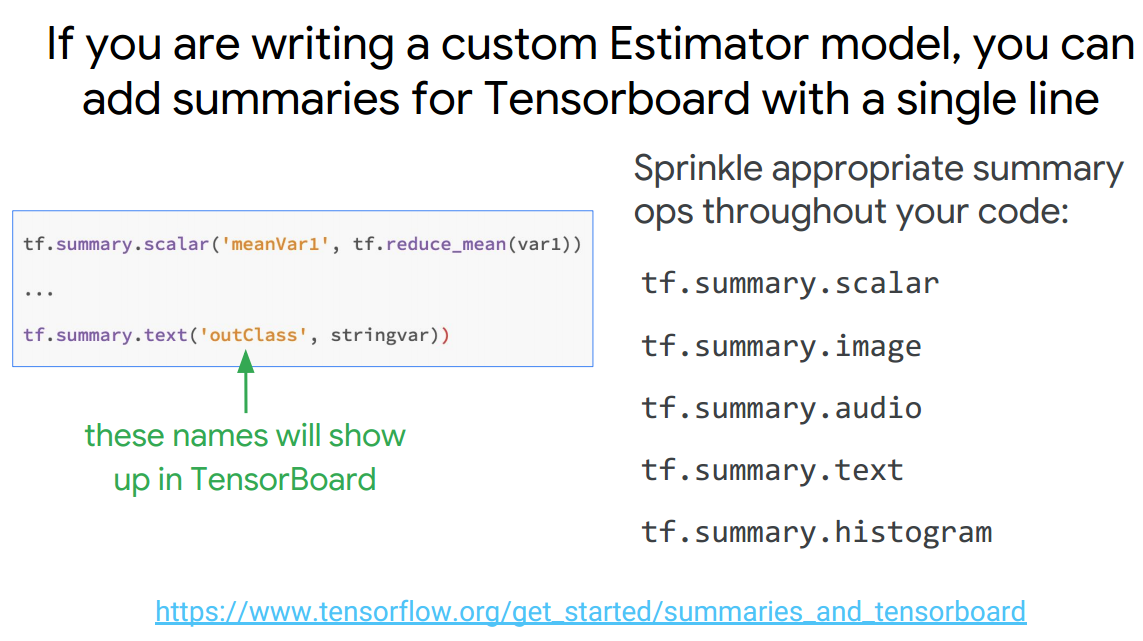 If you are writing a custom Estimator model, you can
add summaries for Tensorboard with a single line
tf.summary.scalar('meanVar1', tf.reduce_mean(var1))
...
tf.summary.text('outClass', stringvar))
these names will show
up in TensorBoard
Sprinkle appropriate summary
ops throughout your code:
tf.summary.scalar
tf.summary.image
tf.summary.audio
tf.summary.text
tf.summary.histogram
https://www.tensorflow.org/get_started/summaries_and_tensorboard